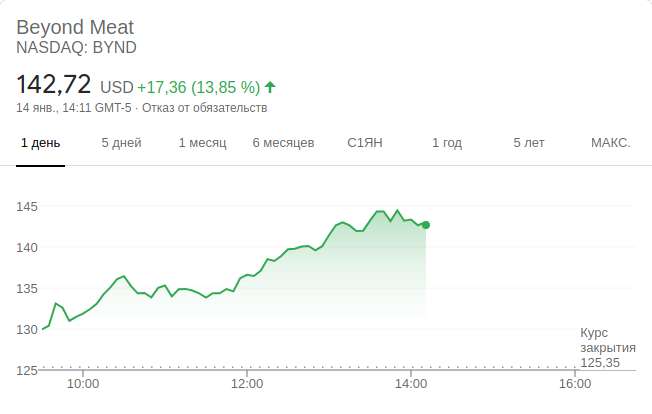 Beyond Meat
NASDAQ: BYND
142,72 USD +17,36 (13,85 %)
14 янв., 14:11 GMT-5 · Отказ от обязательств
1 день 5 дней 1 месяц 6 месяцев С1ЯН 1 год 5 лет МАКС.
145
140
135
130
Курс
закрытия
125,35
125
10:00 12:00 14:00 16:00